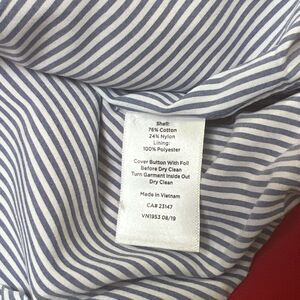 Shell:
76% Cotton
24% Nylon
Lining:
100% Polyester
Cover Button With Foil
Before Dry Clean
Turn Garment Inside Out
Dry Clean
Made in Vietnam
CA# 23147
VN1953 08/19